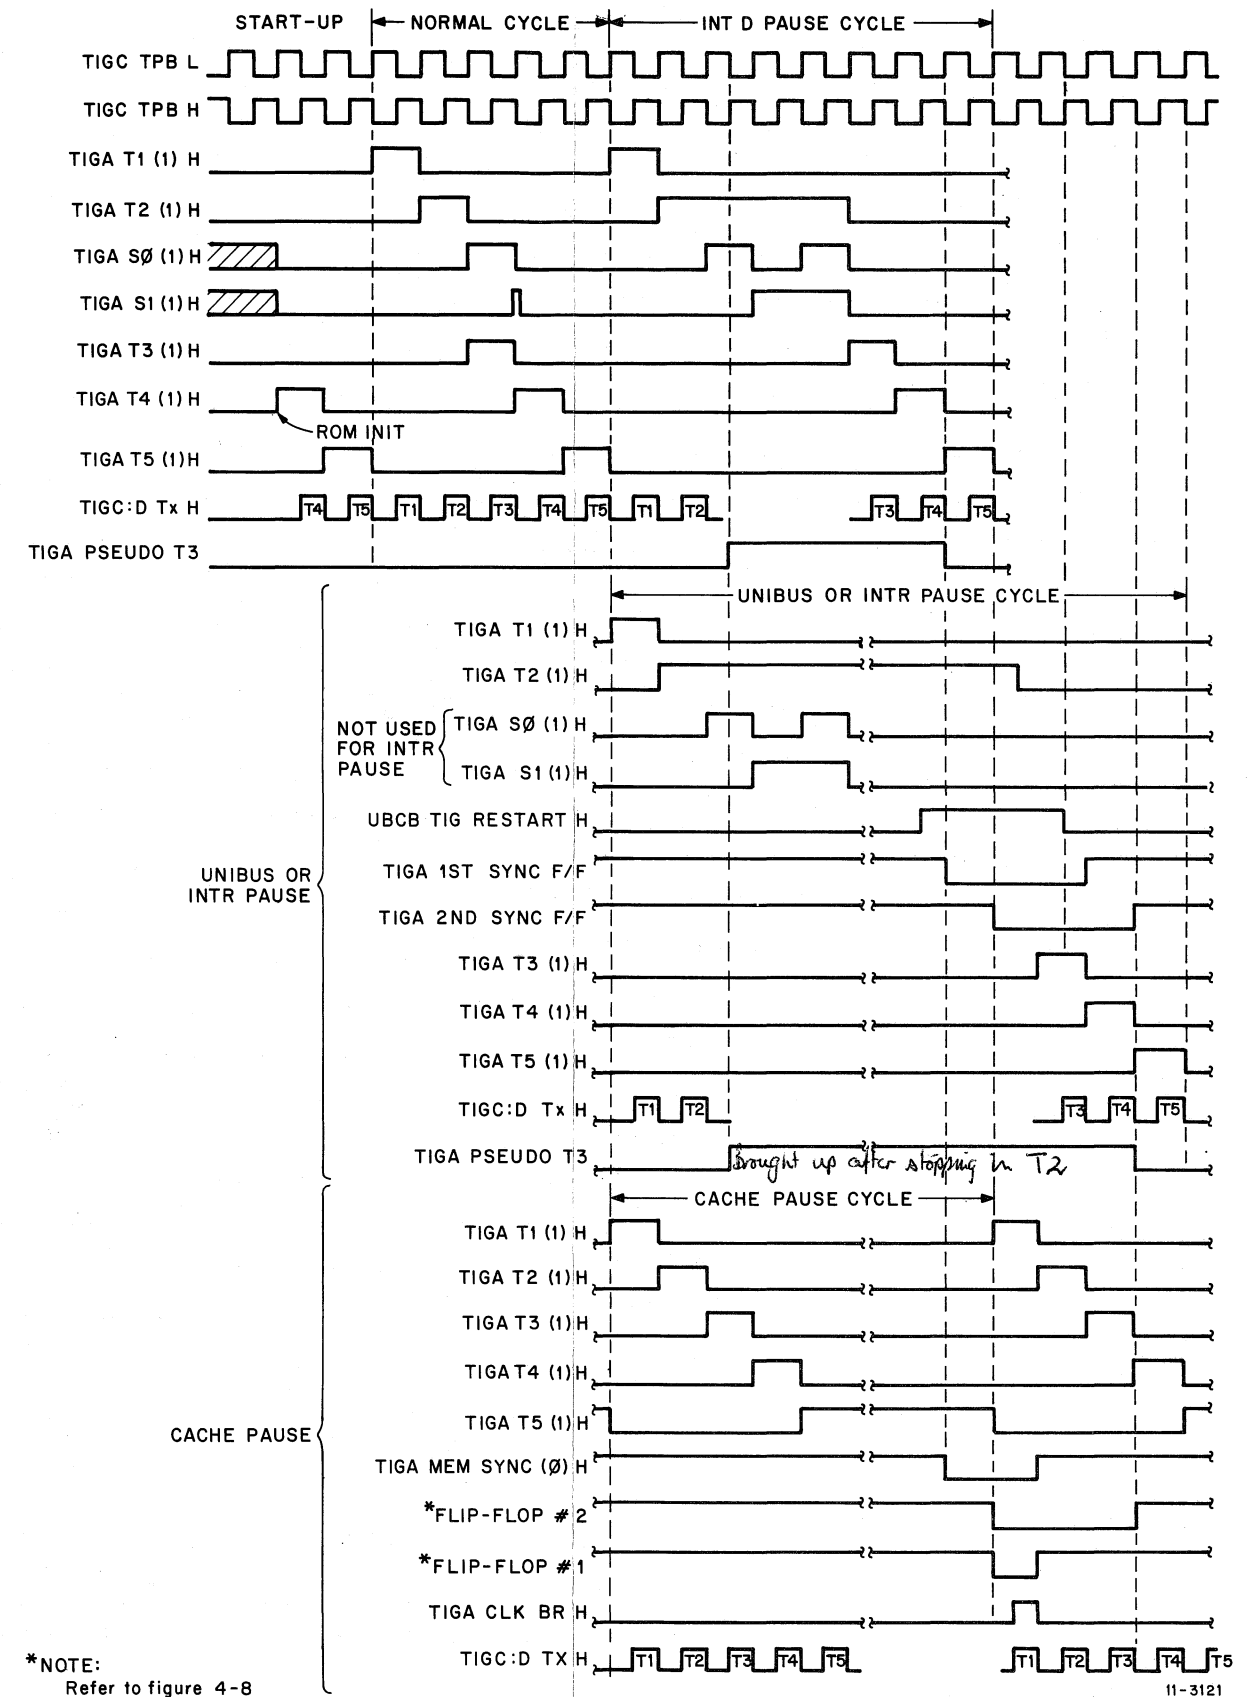 START-UP NORMAL CYCLE INT D PAUSE CYCLE
TIGC TPB L
TIGC TPB H
TIGA T1 (1) H
TIGA T2 (1) H
TIGA SØ (1) H
TIGA S1 (1) H
TIGA T3 (1) H
TIGA T4 (1) H
ROM INIT
TIGA T5 (1) H
TIGC:D Tx H T4 T5 T1 T2 T3 T4 T5 T1 T2 T3 T4 T5
TIGA PSEUDO T3
UNIBUS OR INTR PAUSE CYCLE
TIGA T1 (1) H
TIGA T2 (1) H
NOT USED
FOR INTR
PAUSE
TIGA SØ (1) H
TIGA S1 (1) H
UBCB TIG RESTART H
UNIBUS OR
INTR PAUSE
TIGA 1ST SYNC F/F
TIGA 2ND SYNC F/F
TIGA T3 (1) H
TIGA T4 (1) H
TIGA T5 (1) H
TIGC:D Tx H T1 T2 T3 T4 T5
TIGA PSEUDO T3
Brought up after stopping in T2
CACHE PAUSE CYCLE
TIGA T1 (1) H
TIGA T2 (1) H
TIGA T3 (1) H
TIGA T4 (1) H
TIGA T5 (1) H
CACHE PAUSE
TIGA MEM SYNC (Ø) H
*FLIP-FLOP #2
*FLIP-FLOP #1
TIGA CLK BR H
TIGC:D TX H T1 T2 T3 T4 T5 T1 T2 T3 T4 T5
*NOTE:
Refer to figure 4-8
11-3121